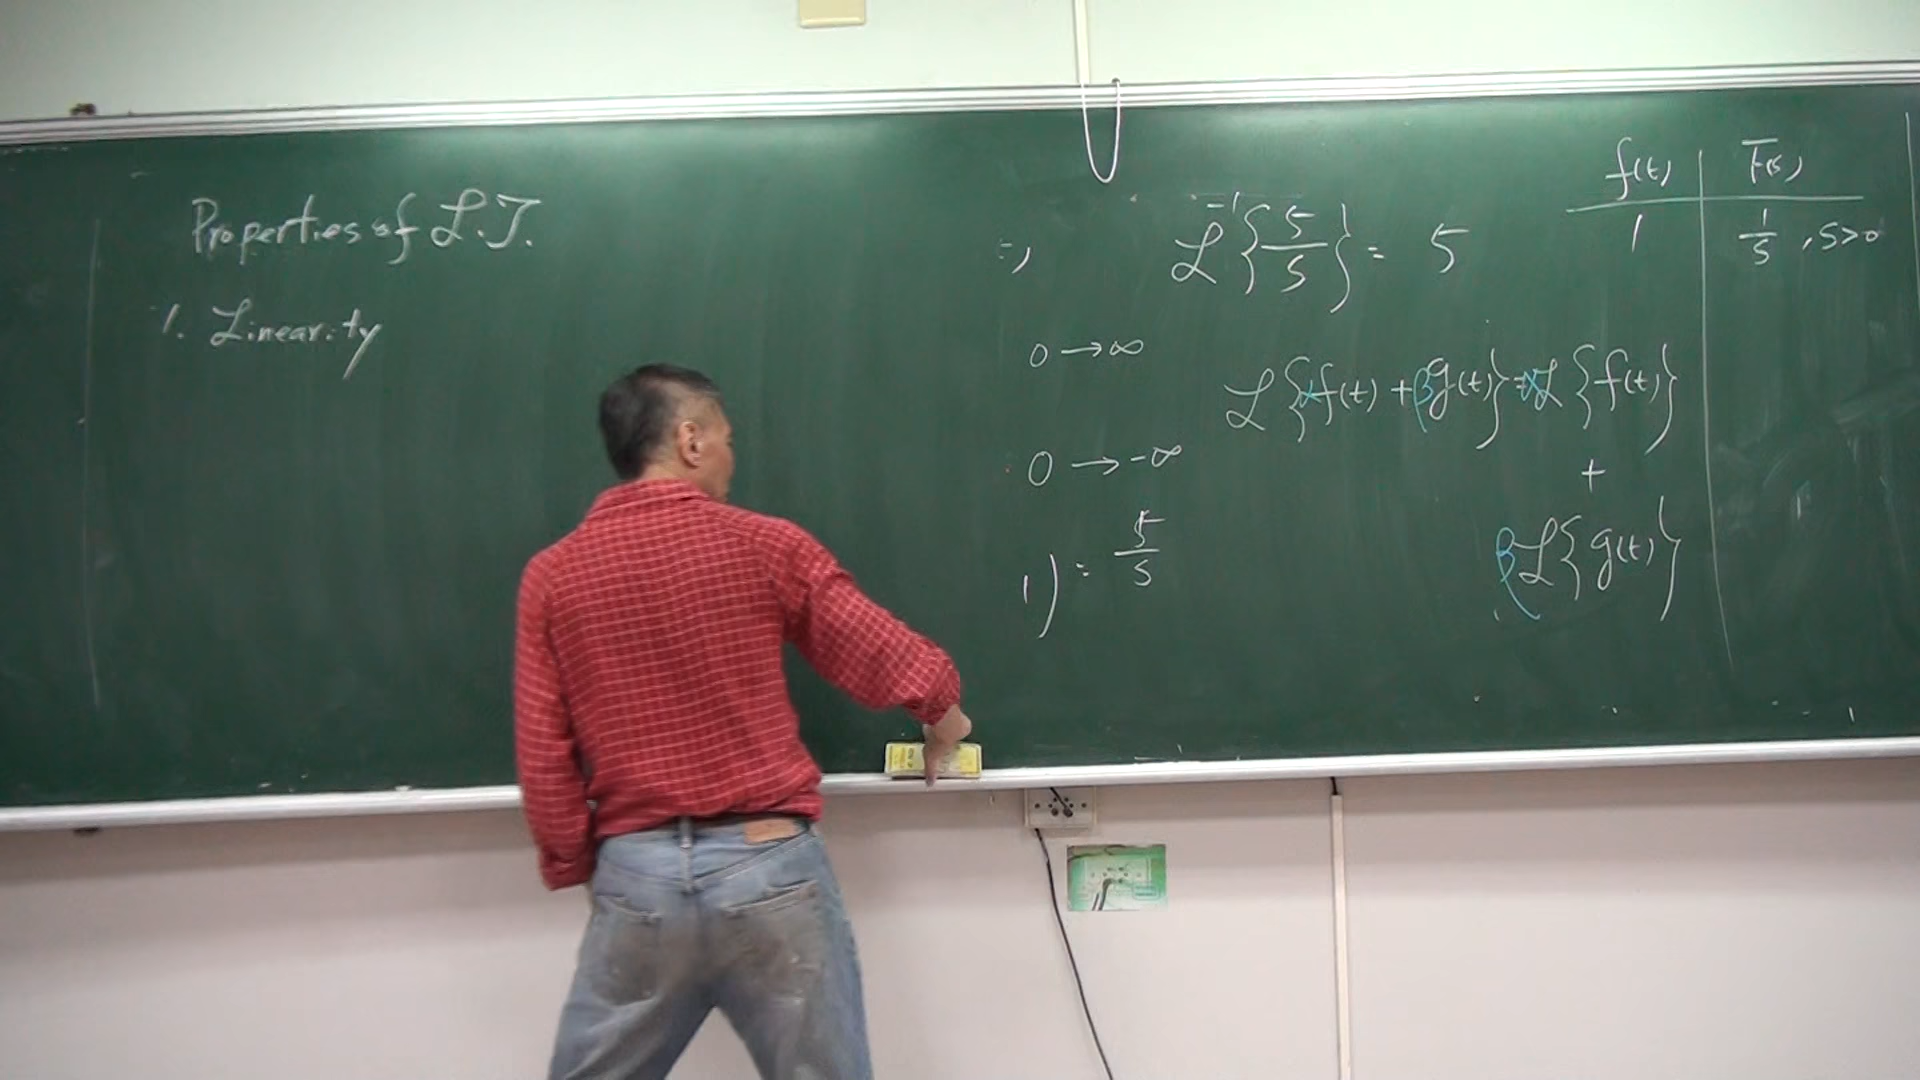 Properties of ℒ.T.
1. Linearity
=,
0 → ∞
0 → -∞
1) = 5/s
ℒ⁻¹{5/s} = 5
ℒ{αf(t) + βg(t)} = αℒ{f(t)}
+
βℒ{g(t)}
f(t) F(s)
1 1/s , s>0